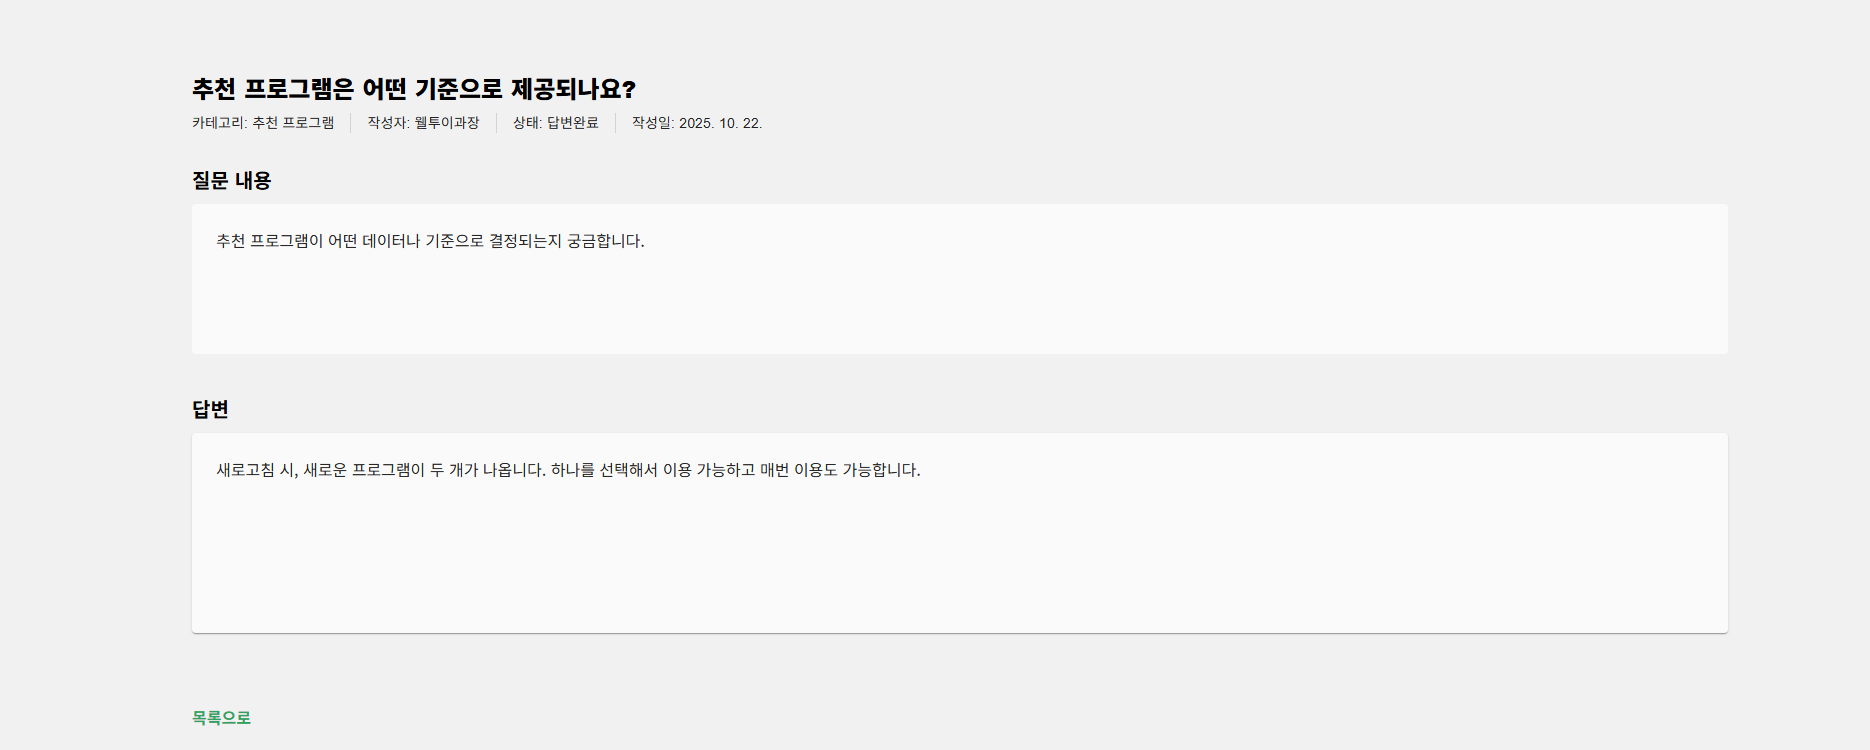 추천 프로그램은 어떤 기준으로 제공되나요?
카테고리: 추천 프로그램 작성자: 웰투이과장 상태: 답변완료 작성일: 2025. 10. 22.
질문 내용
추천 프로그램이 어떤 데이터나 기준으로 결정되는지 궁금합니다.
답변
새로고침 시, 새로운 프로그램이 두 개가 나옵니다. 하나를 선택해서 이용 가능하고 매번 이용도 가능합니다.
목록으로